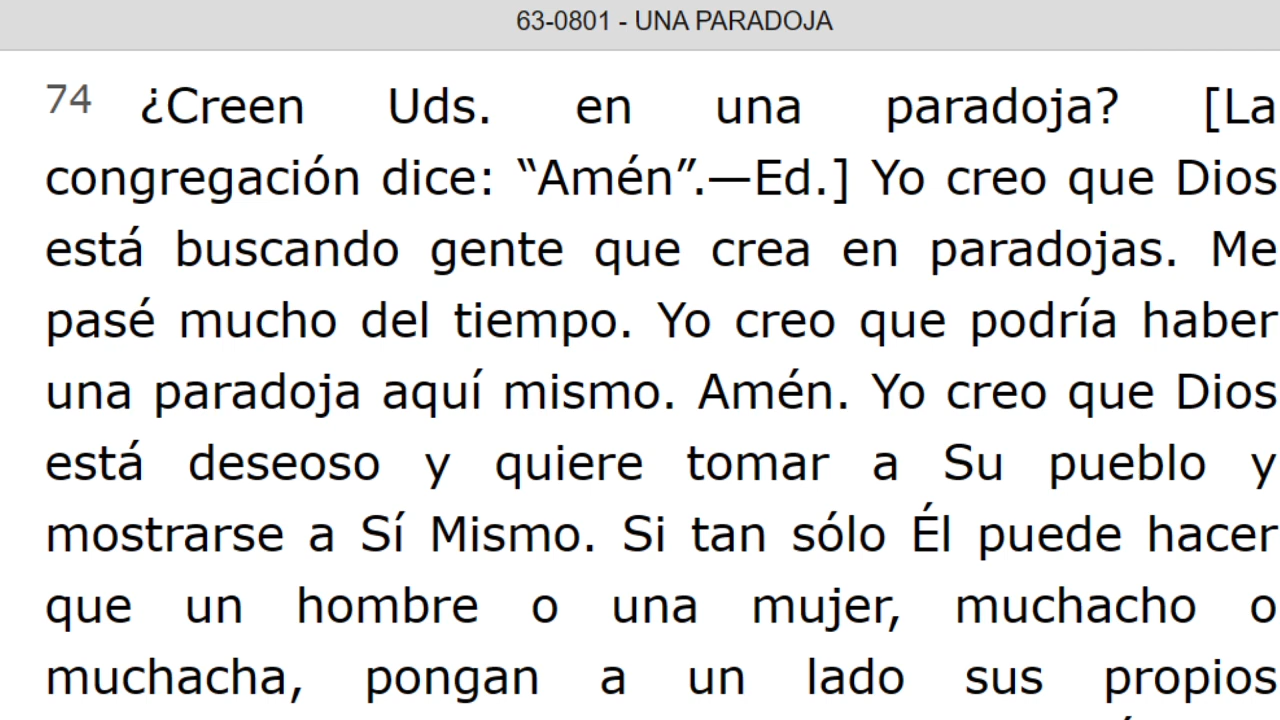 63-0801 - UNA PARADOJA
74 ¿Creen Uds. en una paradoja? [La
congregación dice: “Amén”.—Ed.] Yo creo que Dios
está buscando gente que crea en paradojas. Me
pasé mucho del tiempo. Yo creo que podría haber
una paradoja aquí mismo. Amén. Yo creo que Dios
está deseoso y quiere tomar a Su pueblo y
mostrarse a Sí Mismo. Si tan sólo Él puede hacer
que un hombre o una mujer, muchacho o
muchacha, pongan a un lado sus propios